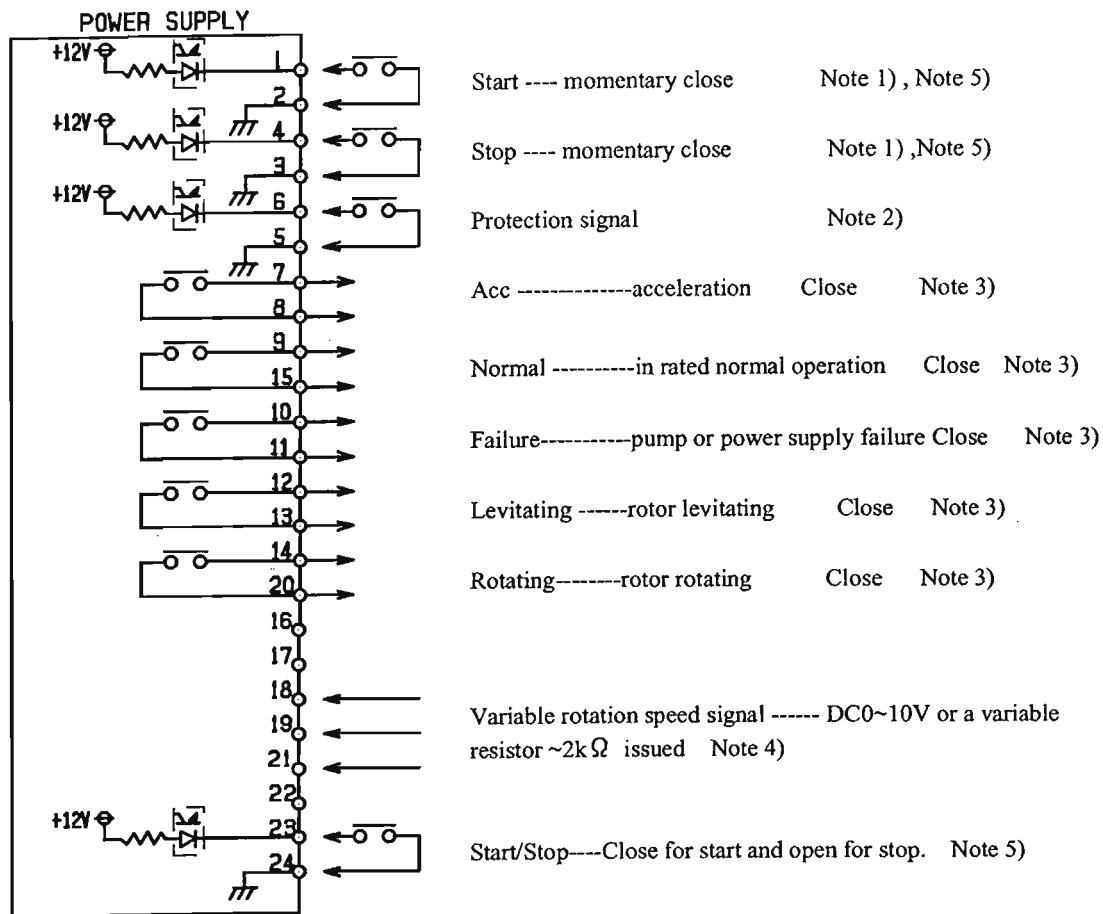 POWER SUPPLY
+12V
1
Start ---- momentary close Note 1) , Note 5)
2
+12V
4
Stop ---- momentary close Note 1) ,Note 5)
3
+12V
6
Protection signal Note 2)
5
7
Acc --------------acceleration Close Note 3)
8
9
Normal ----------in rated normal operation Close Note 3)
15
10
Failure-----------pump or power supply failure Close Note 3)
11
12
Levitating ------rotor levitating Close Note 3)
13
14
Rotating--------rotor rotating Close Note 3)
20
16
17
18
Variable rotation speed signal ------ DC0~10V or a variable
19
resistor ~2kΩ issued Note 4)
21
22
+12V
23
Start/Stop----Close for start and open for stop. Note 5)
24